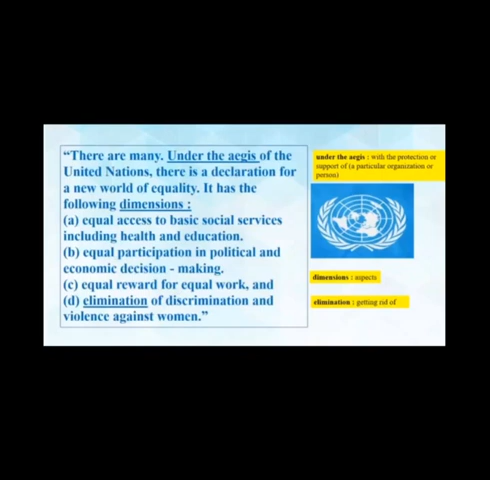 “There are many. Under the aegis of the
United Nations, there is a declaration for
a new world of equality. It has the
following dimensions :
(a) equal access to basic social services
including health and education.
(b) equal participation in political and
economic decision - making.
(c) equal reward for equal work, and
(d) elimination of discrimination and
violence against women.”
under the aegis : with the protection or
support of (a particular organization or
person)
dimensions : aspects
elimination : getting rid of